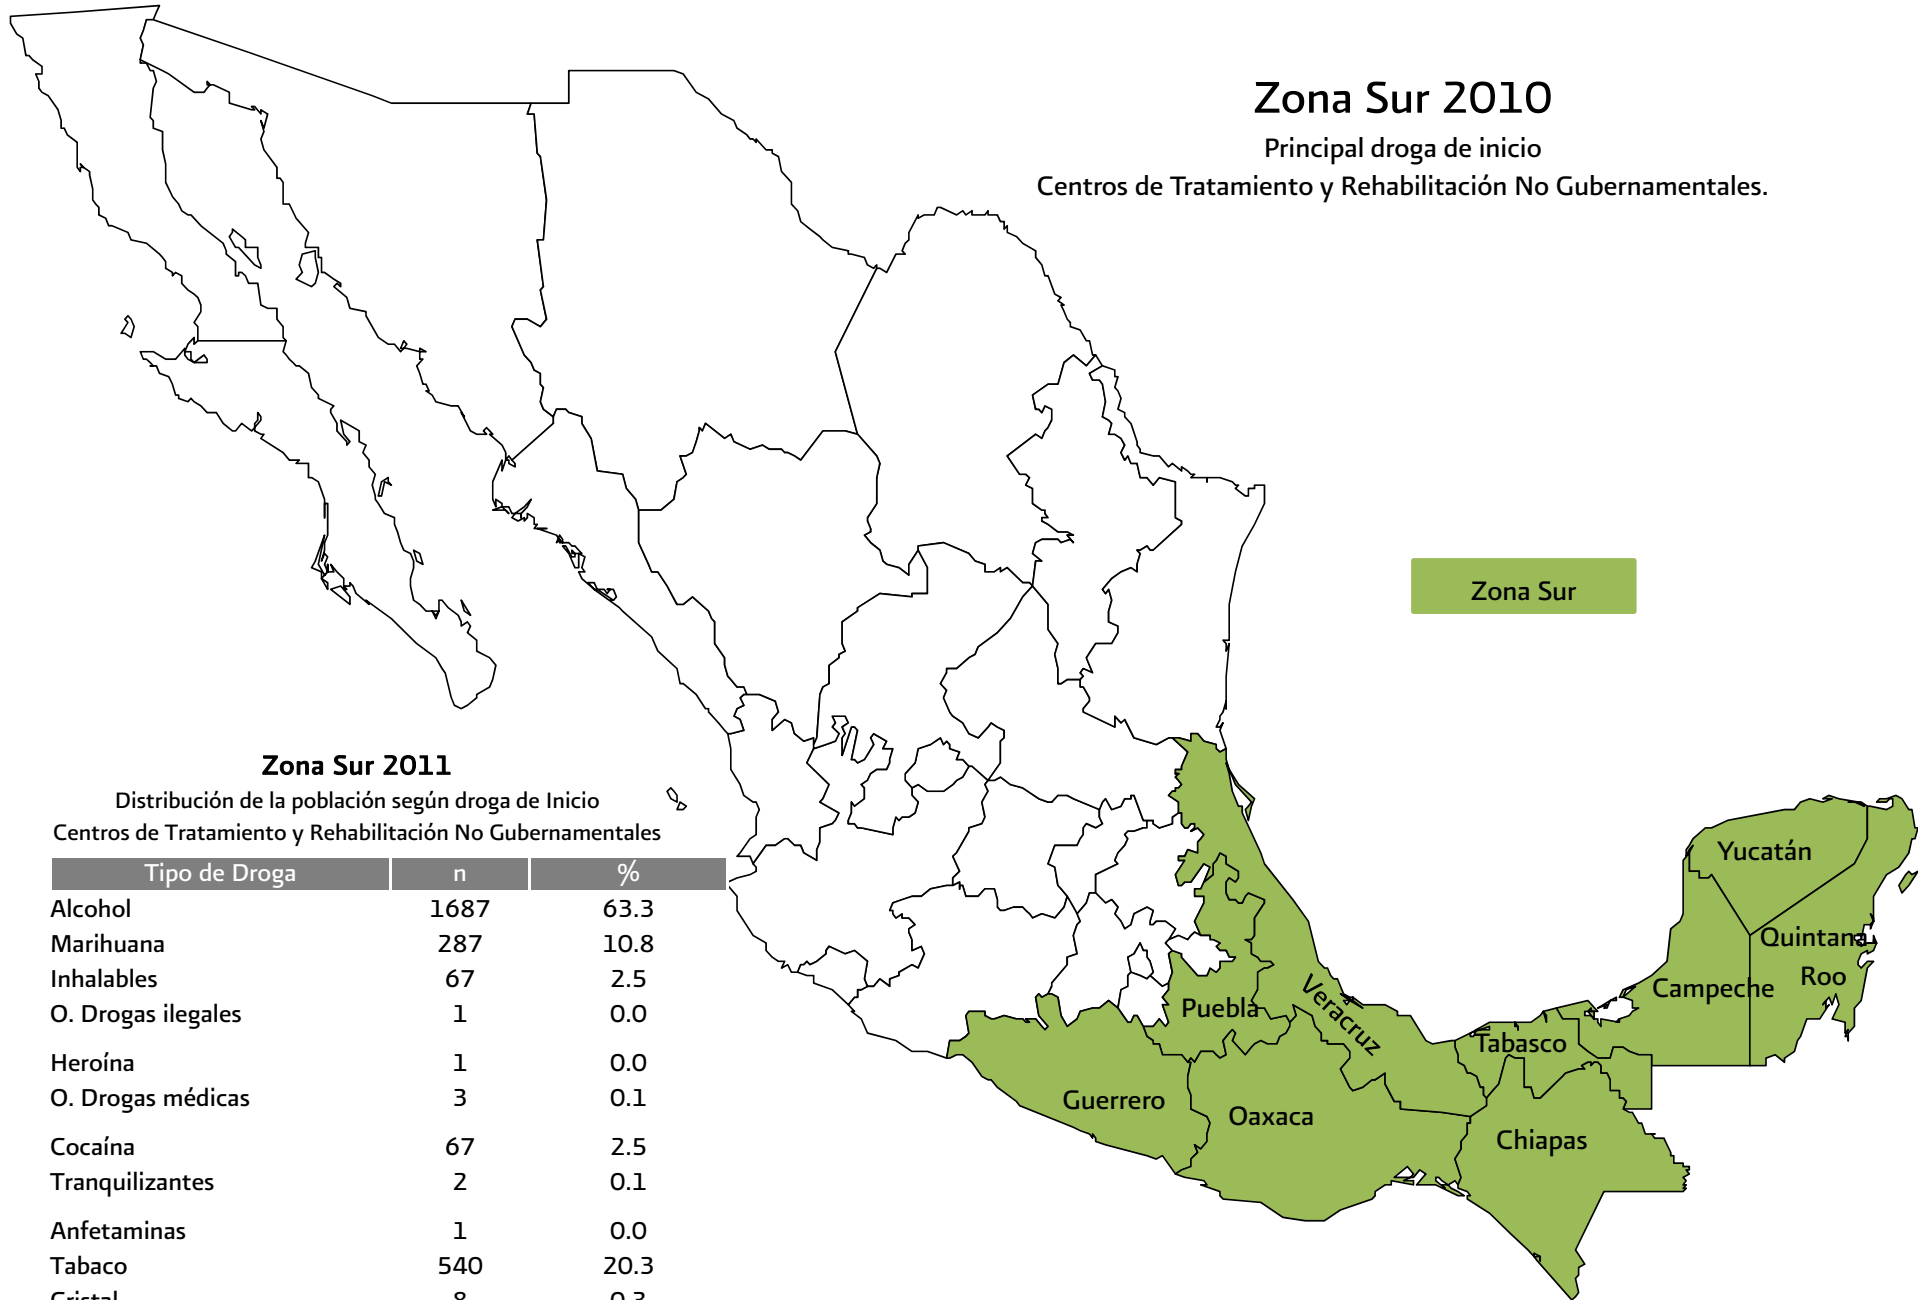 Zona Sur 2010
Principal droga de inicio
Centros de Tratamiento y Rehabilitación No Gubernamentales.
Zona Sur
Zona Sur 2011
Distribución de la población según droga de Inicio
Centros de Tratamiento y Rehabilitación No Gubernamentales
Tipo de Droga n %
Alcohol 1687 63.3
Marihuana 287 10.8
Inhalables 67 2.5
O. Drogas ilegales 1 0.0
Heroína 1 0.0
O. Drogas médicas 3 0.1
Cocaína 67 2.5
Tranquilizantes 2 0.1
Anfetaminas 1 0.0
Tabaco 540 20.3
Cristal 8 0.3
Yucatán
Quintana
Roo
Campeche
Puebla
Veracruz
Tabasco
Guerrero
Oaxaca
Chiapas